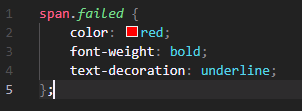 1 span.failed {
2 color: red;
3 font-weight: bold;
4 text-decoration: underline;
5 };